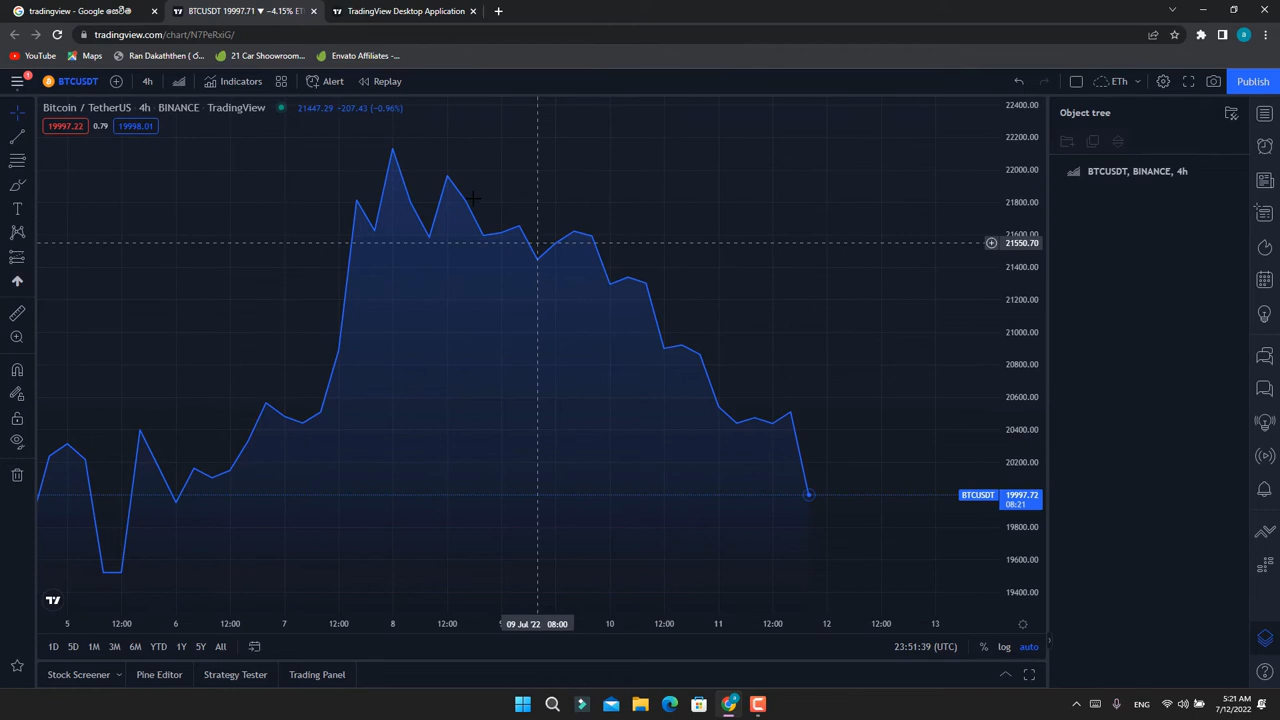 tradingview - Google සෙවීම
BTCUSDT 19997.71 ▼ −4.15% ETh
TradingView Desktop Application
tradingview.com/chart/N7PeRxiG/
YouTube
Maps
Ran Dakaththen ( ර්...
21 Car Shooroom...
Envato Affiliates -...
1
BTCUSDT
4h
Indicators
Alert
Replay
ETh
Publish
Bitcoin / TetherUS 4h BINANCE TradingView
21447.29 −207.43 (−0.96%)
19997.22
0.79
19998.01
Object tree
BTCUSDT, BINANCE, 4h
22400.00
22200.00
22000.00
21800.00
21600.00
21550.70
21400.00
21200.00
21000.00
20800.00
20600.00
20400.00
20200.00
BTCUSDT
19997.72
08:21
19800.00
19600.00
19400.00
5
12:00
6
12:00
7
12:00
8
12:00
09 Jul '22 08:00
10
12:00
11
12:00
12
12:00
13
1D
5D
1M
3M
6M
YTD
1Y
5Y
All
23:51:39 (UTC)
%
log
auto
Stock Screener
Pine Editor
Strategy Tester
Trading Panel
ENG
5:21 AM
7/12/2022